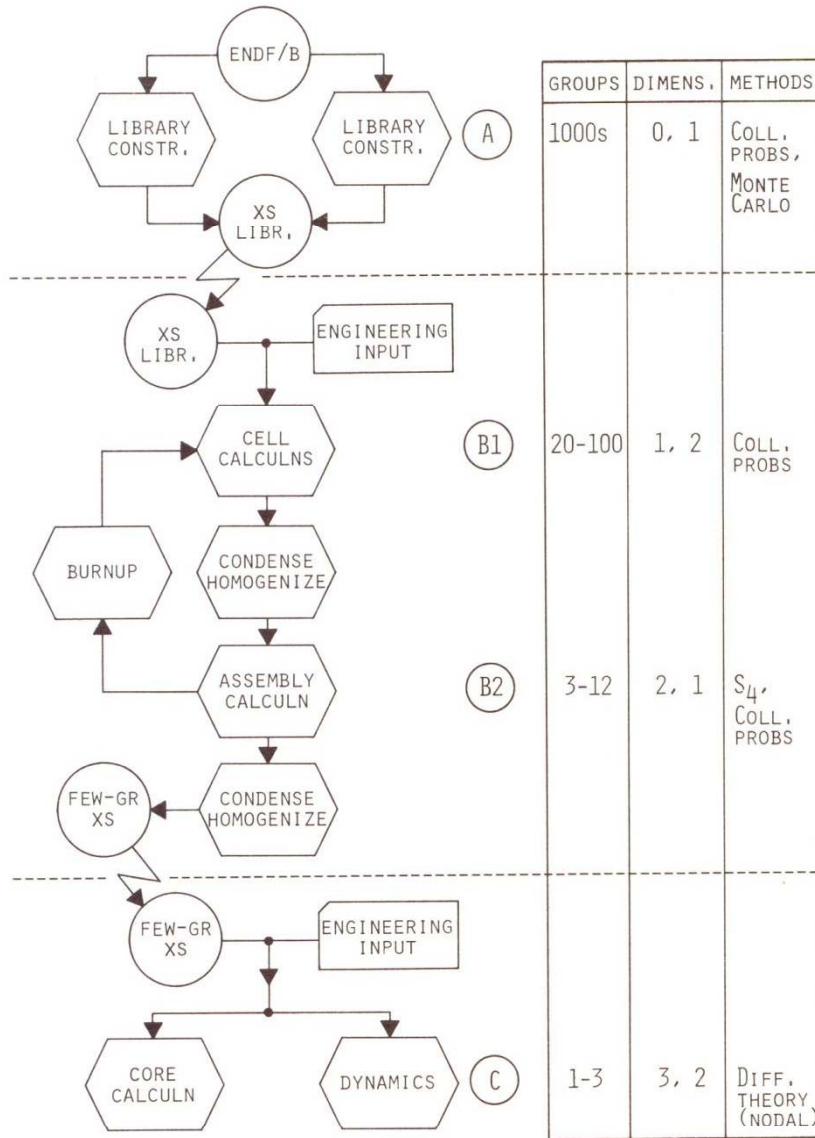 ENDF/B
GROUPS DIMENS. METHODS
LIBRARY
CONSTR.
LIBRARY
CONSTR.
A
1000s
0, 1
COLL.
PROBS,
MONTE
CARLO
XS
LIBR.
XS
LIBR.
ENGINEERING
INPUT
CELL
CALCULNS
B1
20-100
1, 2
COLL.
PROBS
BURNUP
CONDENSE
HOMOGENIZE
ASSEMBLY
CALCULN
B2
3-12
2, 1
S4,
COLL.
PROBS
FEW-GR
XS
CONDENSE
HOMOGENIZE
FEW-GR
XS
ENGINEERING
INPUT
CORE
CALCULN
DYNAMICS
C
1-3
3, 2
DIFF.
THEORY
(NODAL)